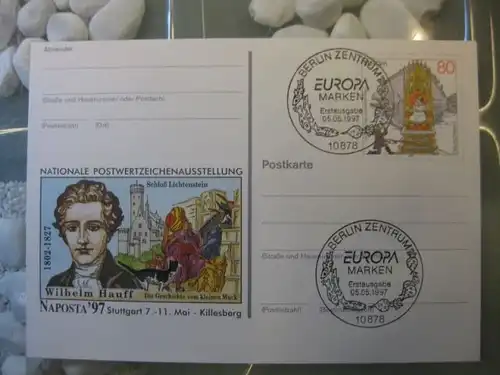 Absender
(Straße und Hausnummer oder Postfach)
(Postleitzahl) (Ort)
NATIONALE POSTWERTZEICHENAUSSTELLUNG
Schloß Lichtenstein
1802-1827
Wilhelm Hauff
Die Geschichte vom kleinen Muck
NAPOSTA'97 Stuttgart 7.-11. Mai - Killesberg
80
BERLIN ZENTRUM
EUROPA
MARKEN
Erstausgabe
05.05.1997
10878
Postkarte
(Straße und Hausnummer
BERLIN ZENTRUM
EUROPA
MARKEN
Erstausgabe
05.05.1997
10878
(Postleitzahl)